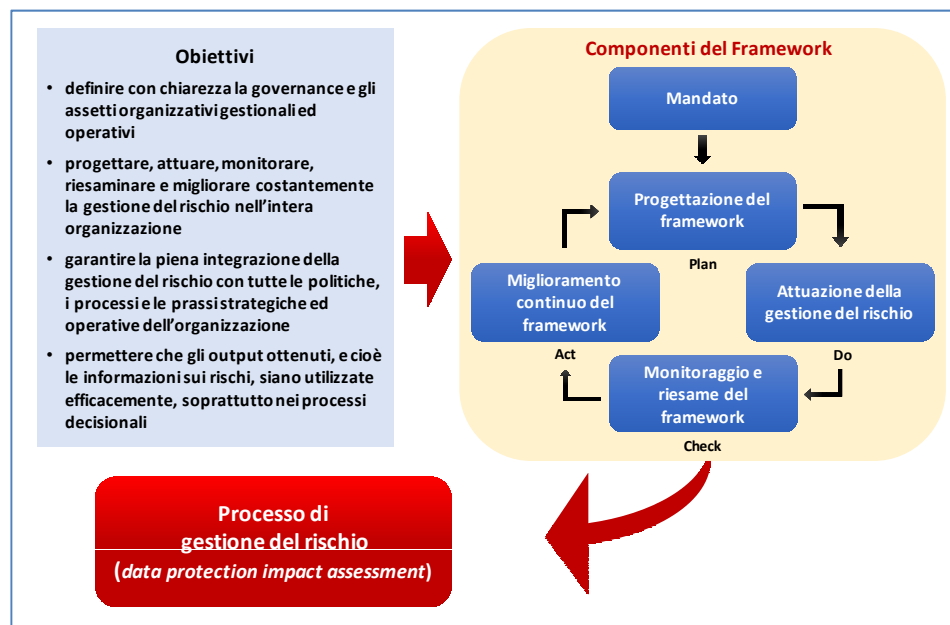 Obiettivi
• definire con chiarezza la governance e gli
assetti organizzativi gestionali ed
operativi
• progettare, attuare, monitorare,
riesaminare e migliorare costantemente
la gestione del rischio nell'intera
organizzazione
• garantire la piena integrazione della
gestione del rischio con tutte le politiche,
i processi e le prassi strategiche ed
operative dell'organizzazione
• permettere che gli output ottenuti, e cioè
le informazioni sui rischi, siano utilizzate
efficacemente, soprattutto nei processi
decisionali
Componenti del Framework
Mandato
Progettazione del
framework
Plan
Attuazione della
gestione del rischio
Do
Monitoraggio e
riesame del
framework
Check
Miglioramento
continuo del
framework
Act
Processo di
gestione del rischio
(data protection impact assessment)